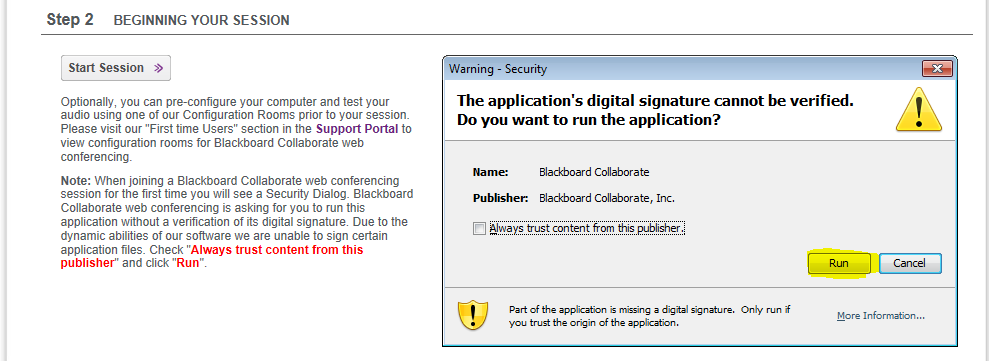 Step 2 BEGINNING YOUR SESSION
Start Session »
Optionally, you can pre-configure your computer and test your
audio using one of our Configuration Rooms prior to your session.
Please visit our "First time Users" section in the Support Portal to
view configuration rooms for Blackboard Collaborate web
conferencing.
Note: When joining a Blackboard Collaborate web conferencing
session for the first time you will see a Security Dialog. Blackboard
Collaborate web conferencing is asking for you to run this
application without a verification of its digital signature. Due to the
dynamic abilities of our software we are unable to sign certain
application files. Check "Always trust content from this
publisher" and click "Run".
Warning - Security
The application's digital signature cannot be verified.
Do you want to run the application?
Name: Blackboard Collaborate
Publisher: Blackboard Collaborate, Inc.
Always trust content from this publisher.
Run Cancel
Part of the application is missing a digital signature. Only run if
you trust the origin of the application.
More Information...